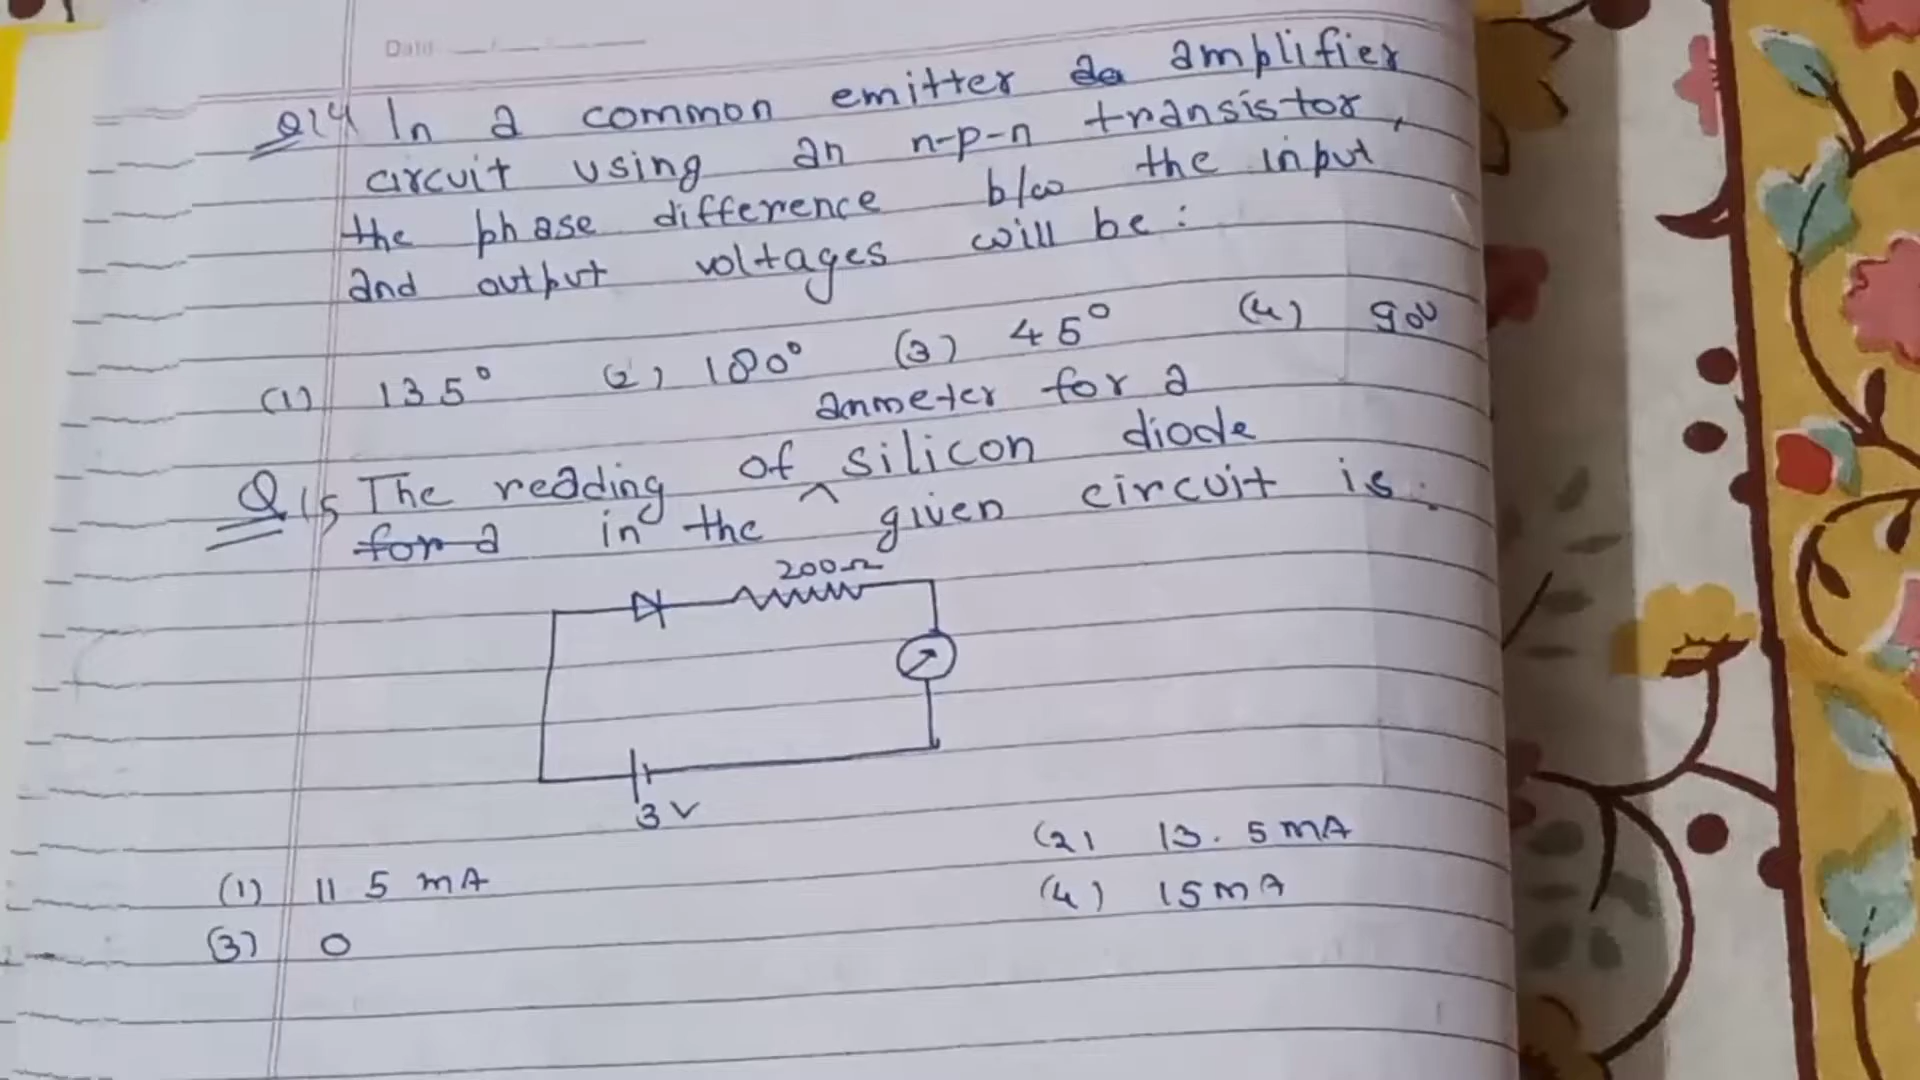 Date
Q14 In a common emitter amplifier
circuit using an n-p-n transistor,
the phase difference b/w the input
and output voltages will be:
(1) 135° (2) 180° (3) 45° (4) 90°
ammeter for a
Q15 The reading of ^ silicon diode
for a in the given circuit is:
200Ω
3V
(1) 11 5 mA (2) 13.5 mA
(3) 0 (4) 15 mA